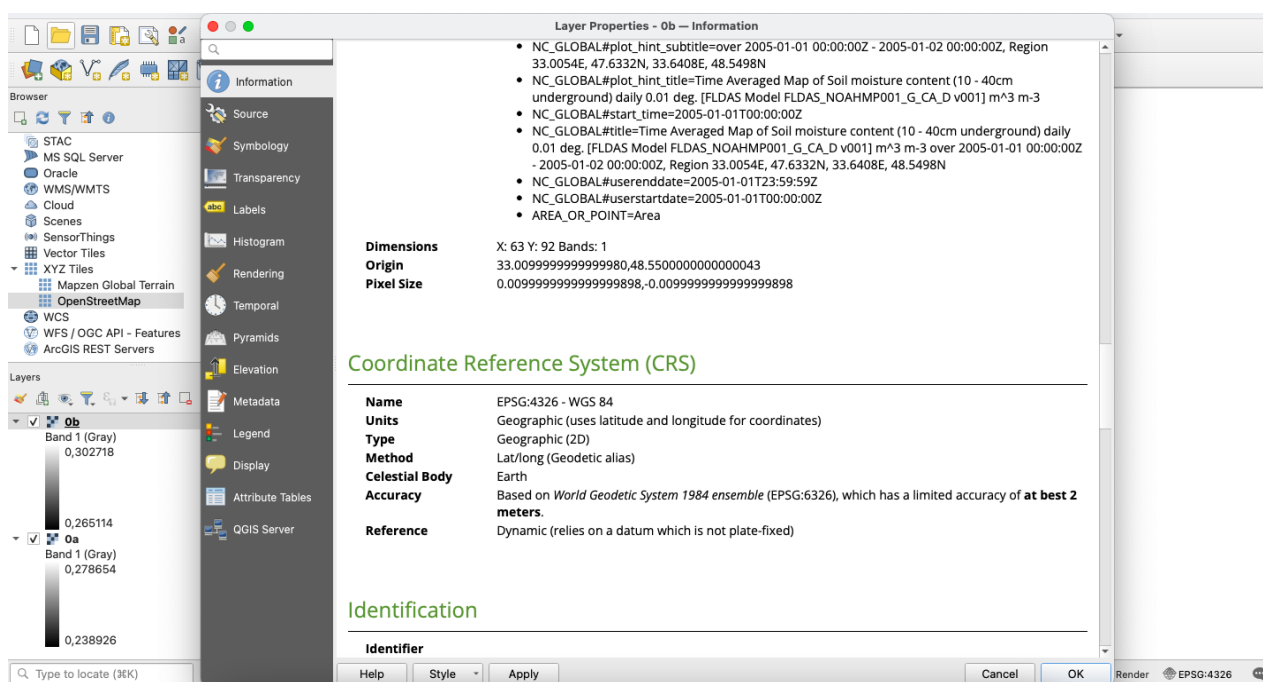 Layer Properties - 0b — Information
Browser
STAC
MS SQL Server
Oracle
WMS/WMTS
Cloud
Scenes
SensorThings
Vector Tiles
XYZ Tiles
Mapzen Global Terrain
OpenStreetMap
WCS
WFS / OGC API - Features
ArcGIS REST Servers
Layers
0b
Band 1 (Gray)
0,302718
0,265114
0a
Band 1 (Gray)
0,278654
0,238926
Type to locate (⌘K)
Information
Source
Symbology
Transparency
abc Labels
Histogram
Rendering
Temporal
Pyramids
Elevation
Metadata
Legend
Display
Attribute Tables
QGIS Server
NC_GLOBAL#plot_hint_subtitle=over 2005-01-01 00:00:00Z - 2005-01-02 00:00:00Z, Region
33.0054E, 47.6332N, 33.6408E, 48.5498N
NC_GLOBAL#plot_hint_title=Time Averaged Map of Soil moisture content (10 - 40cm
underground) daily 0.01 deg. [FLDAS Model FLDAS_NOAHMP001_G_CA_D v001] m^3 m-3
NC_GLOBAL#start_time=2005-01-01T00:00:00Z
NC_GLOBAL#title=Time Averaged Map of Soil moisture content (10 - 40cm underground) daily
0.01 deg. [FLDAS Model FLDAS_NOAHMP001_G_CA_D v001] m^3 m-3 over 2005-01-01 00:00:00Z
- 2005-01-02 00:00:00Z, Region 33.0054E, 47.6332N, 33.6408E, 48.5498N
NC_GLOBAL#userenddate=2005-01-01T23:59:59Z
NC_GLOBAL#userstartdate=2005-01-01T00:00:00Z
AREA_OR_POINT=Area
Dimensions X: 63 Y: 92 Bands: 1
Origin 33.0099999999999980,48.5500000000000043
Pixel Size 0.0099999999999999898,-0.0099999999999999898
Coordinate Reference System (CRS)
Name EPSG:4326 - WGS 84
Units Geographic (uses latitude and longitude for coordinates)
Type Geographic (2D)
Method Lat/long (Geodetic alias)
Celestial Body Earth
Accuracy Based on World Geodetic System 1984 ensemble (EPSG:6326), which has a limited accuracy of at best 2
meters.
Reference Dynamic (relies on a datum which is not plate-fixed)
Identification
Identifier
Help Style Apply Cancel OK
Render EPSG:4326